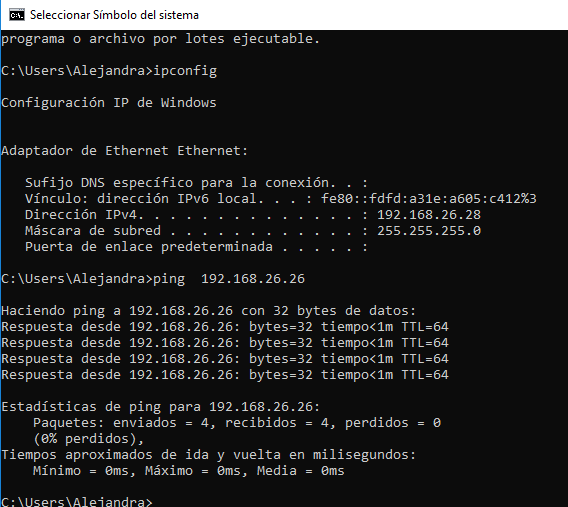 Seleccionar Símbolo del sistema
programa o archivo por lotes ejecutable.
C:\Users\Alejandra>ipconfig
Configuración IP de Windows
Adaptador de Ethernet Ethernet:
   Sufijo DNS específico para la conexión. . :
   Vínculo: dirección IPv6 local. . . : fe80::fdfd:a31e:a605:c412%3
   Dirección IPv4. . . . . . . . . . . . . . : 192.168.26.28
   Máscara de subred . . . . . . . . . . . . : 255.255.255.0
   Puerta de enlace predeterminada . . . . . :
C:\Users\Alejandra>ping  192.168.26.26
Haciendo ping a 192.168.26.26 con 32 bytes de datos:
Respuesta desde 192.168.26.26: bytes=32 tiempo<1m TTL=64
Respuesta desde 192.168.26.26: bytes=32 tiempo<1m TTL=64
Respuesta desde 192.168.26.26: bytes=32 tiempo<1m TTL=64
Respuesta desde 192.168.26.26: bytes=32 tiempo<1m TTL=64
Estadísticas de ping para 192.168.26.26:
    Paquetes: enviados = 4, recibidos = 4, perdidos = 0
    (0% perdidos),
Tiempos aproximados de ida y vuelta en milisegundos:
    Mínimo = 0ms, Máximo = 0ms, Media = 0ms
C:\Users\Alejandra>